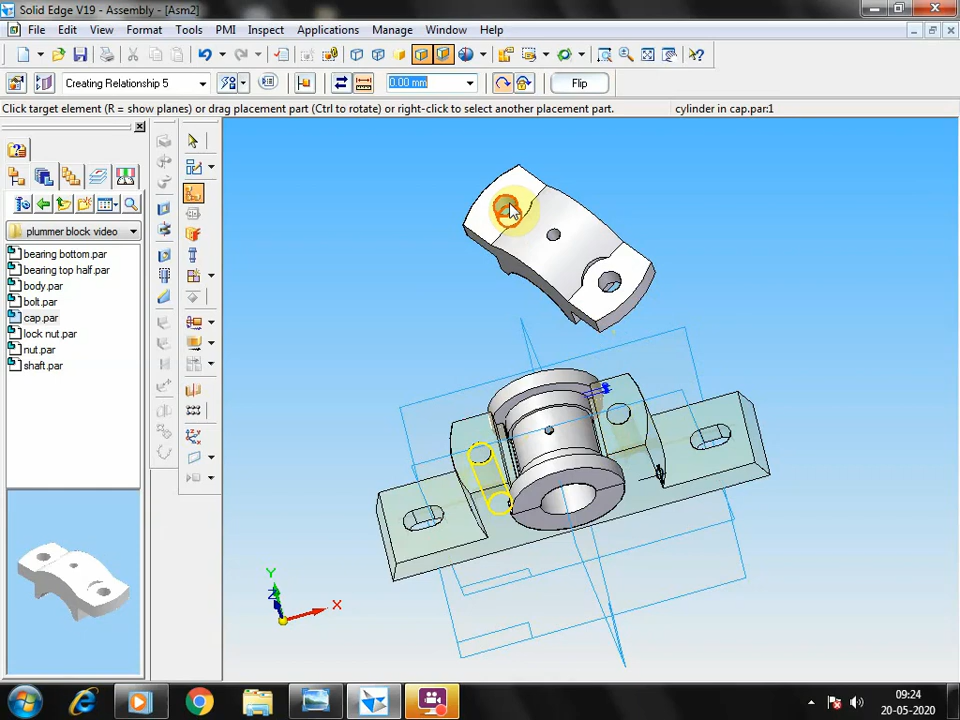 Solid Edge V19 - Assembly - [Asm2]
File Edit View Format Tools PMI Inspect Applications Manage Window Help
Creating Relationship 5
0.00 mm
Flip
Click target element (R = show planes) or drag placement part (Ctrl to rotate) or right-click to select another placement part.
cylinder in cap.par:1
plummer block video
bearing bottom.par
bearing top half.par
body.par
bolt.par
cap.par
lock nut.par
nut.par
shaft.par
Y
Z
X
09:24
20-05-2020